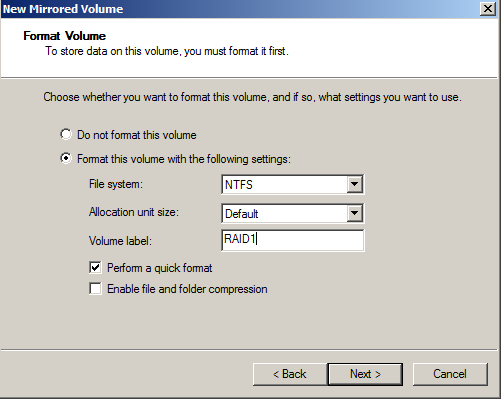 New Mirrored Volume
Format Volume
To store data on this volume, you must format it first.
Choose whether you want to format this volume, and if so, what settings you want to use.
Do not format this volume
Format this volume with the following settings:
File system: NTFS
Allocation unit size: Default
Volume label: RAID1
Perform a quick format
Enable file and folder compression
< Back Next > Cancel